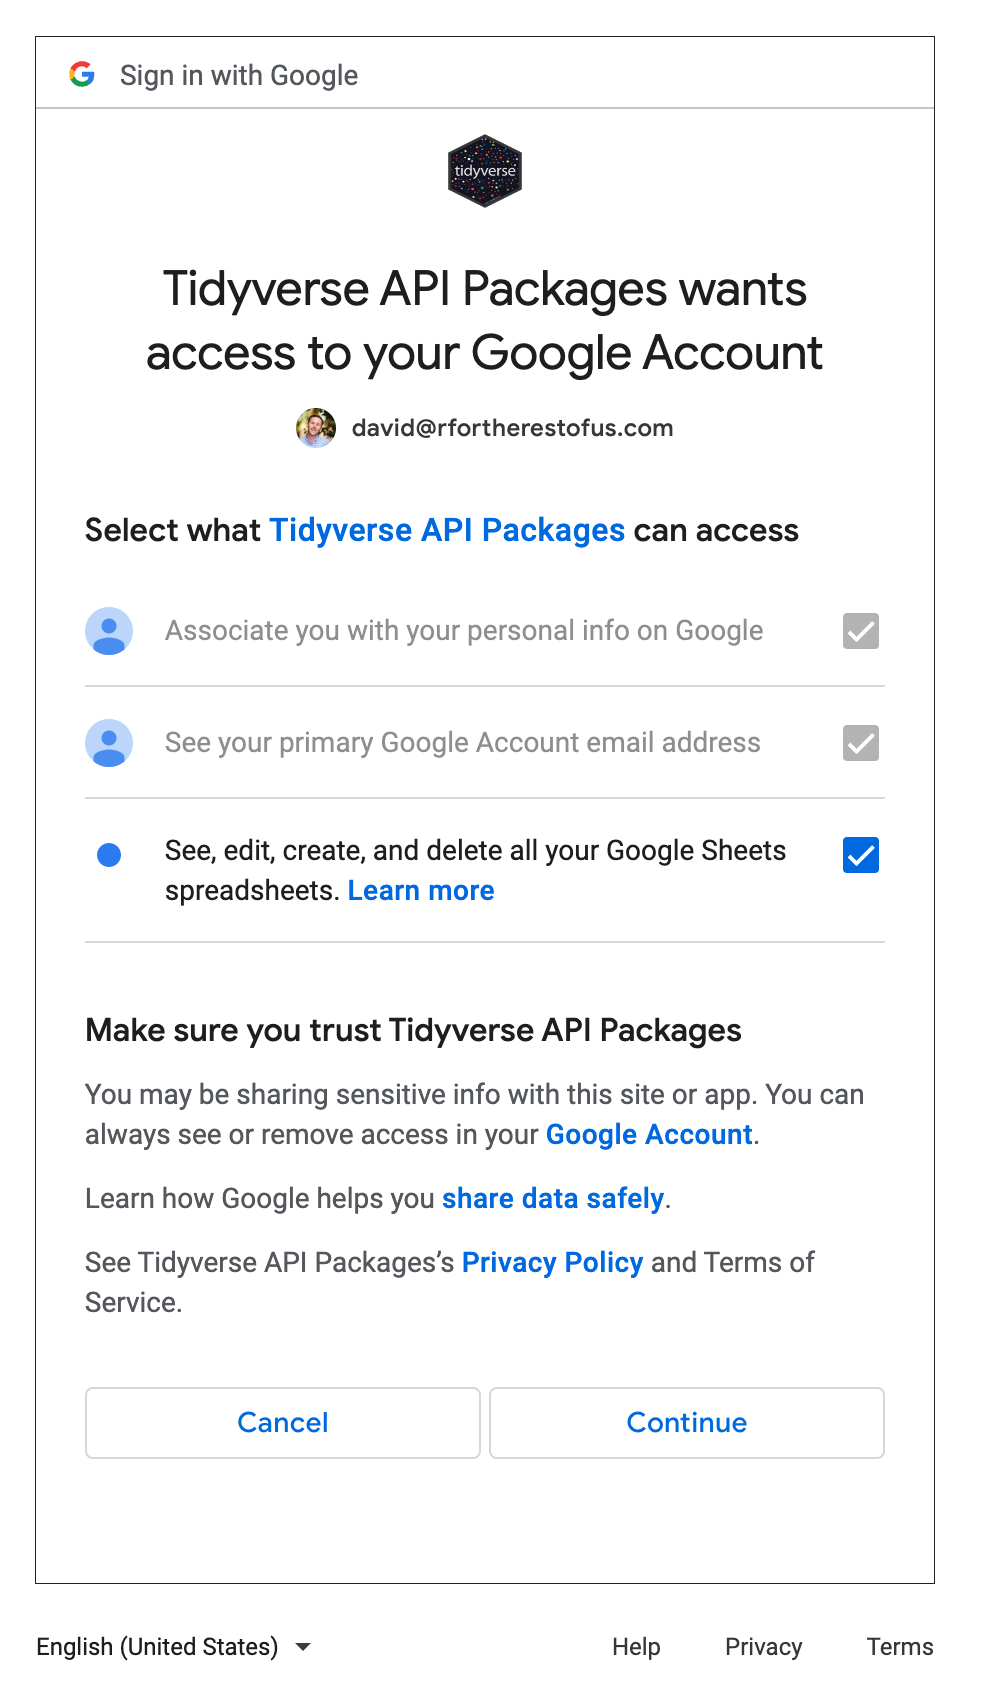 Sign in with Google
tidyverse
Tidyverse API Packages wants
access to your Google Account
david@rfortherestofus.com
Select what Tidyverse API Packages can access
Associate you with your personal info on Google
See your primary Google Account email address
See, edit, create, and delete all your Google Sheets
spreadsheets. Learn more
Make sure you trust Tidyverse API Packages
You may be sharing sensitive info with this site or app. You can
always see or remove access in your Google Account.
Learn how Google helps you share data safely.
See Tidyverse API Packages’s Privacy Policy and Terms of
Service.
Cancel Continue
English (United States) Help Privacy Terms